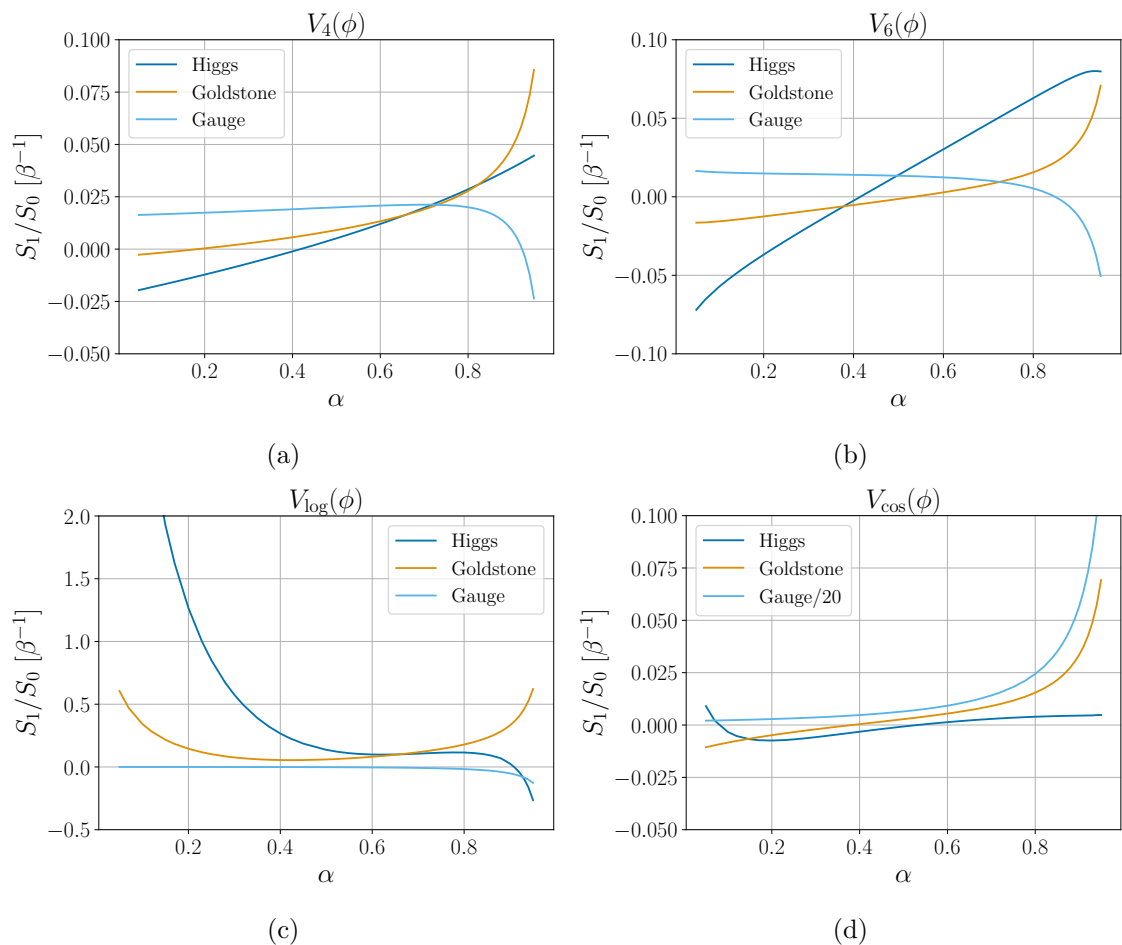 V₄(ϕ)
S₁/S₀ [β⁻¹]
0.100
0.075
0.050
0.025
0.000
−0.025
−0.050
Higgs
Goldstone
Gauge
0.2 0.4 0.6 0.8
α
(a)
V₆(ϕ)
S₁/S₀ [β⁻¹]
0.10
0.05
0.00
−0.05
−0.10
Higgs
Goldstone
Gauge
0.2 0.4 0.6 0.8
α
(b)
V_log(ϕ)
S₁/S₀ [β⁻¹]
2.0
1.5
1.0
0.5
0.0
−0.5
Higgs
Goldstone
Gauge
0.2 0.4 0.6 0.8
α
(c)
V_cos(ϕ)
S₁/S₀ [β⁻¹]
0.100
0.075
0.050
0.025
0.000
−0.025
−0.050
Higgs
Goldstone
Gauge/20
0.2 0.4 0.6 0.8
α
(d)